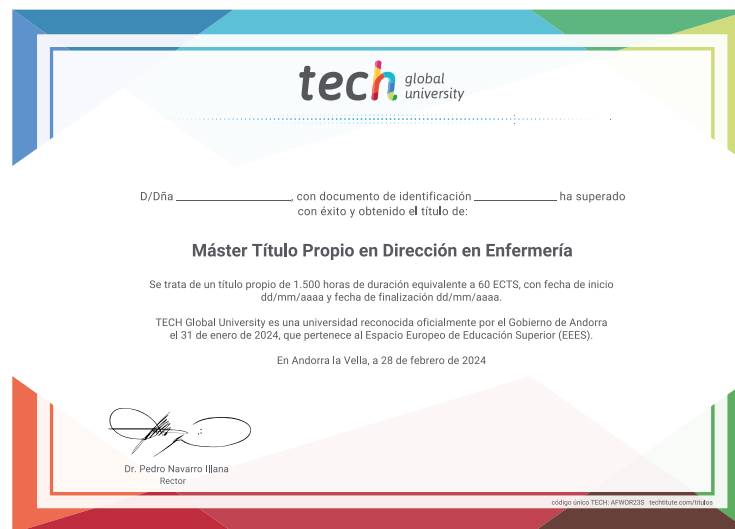 tech global university
D/Dña ____________________, con documento de identificación ______________ ha superado
con éxito y obtenido el título de:
Máster Título Propio en Dirección en Enfermería
Se trata de un título propio de 1.500 horas de duración equivalente a 60 ECTS, con fecha de inicio
dd/mm/aaaa y fecha de finalización dd/mm/aaaa.
TECH Global University es una universidad reconocida oficialmente por el Gobierno de Andorra
el 31 de enero de 2024, que pertenece al Espacio Europeo de Educación Superior (EEES).
En Andorra la Vella, a 28 de febrero de 2024
Dr. Pedro Navarro Illana
Rector
código único TECH: AFWOR23S techtitute.com/titulos